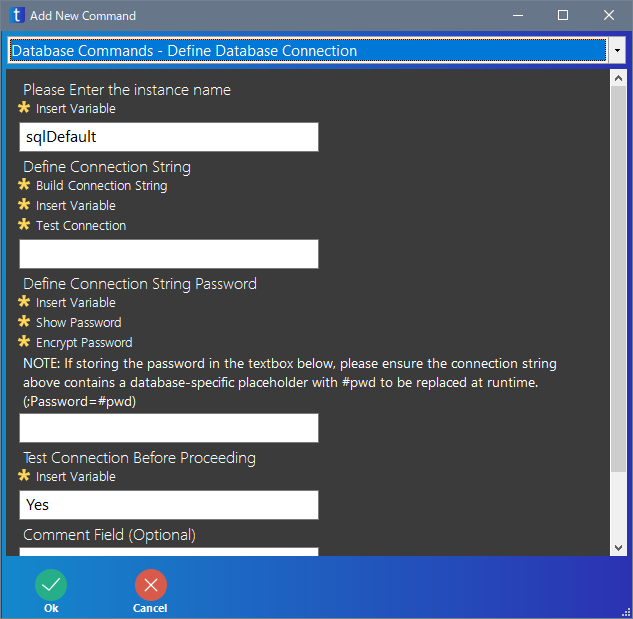 t Add New Command
Database Commands - Define Database Connection
Please Enter the instance name
Insert Variable
sqlDefault
Define Connection String
Build Connection String
Insert Variable
Test Connection
Define Connection String Password
Insert Variable
Show Password
Encrypt Password
NOTE: If storing the password in the textbox below, please ensure the connection string
above contains a database-specific placeholder with #pwd to be replaced at runtime.
(;Password=#pwd)
Test Connection Before Proceeding
Insert Variable
Yes
Comment Field (Optional)
Ok Cancel